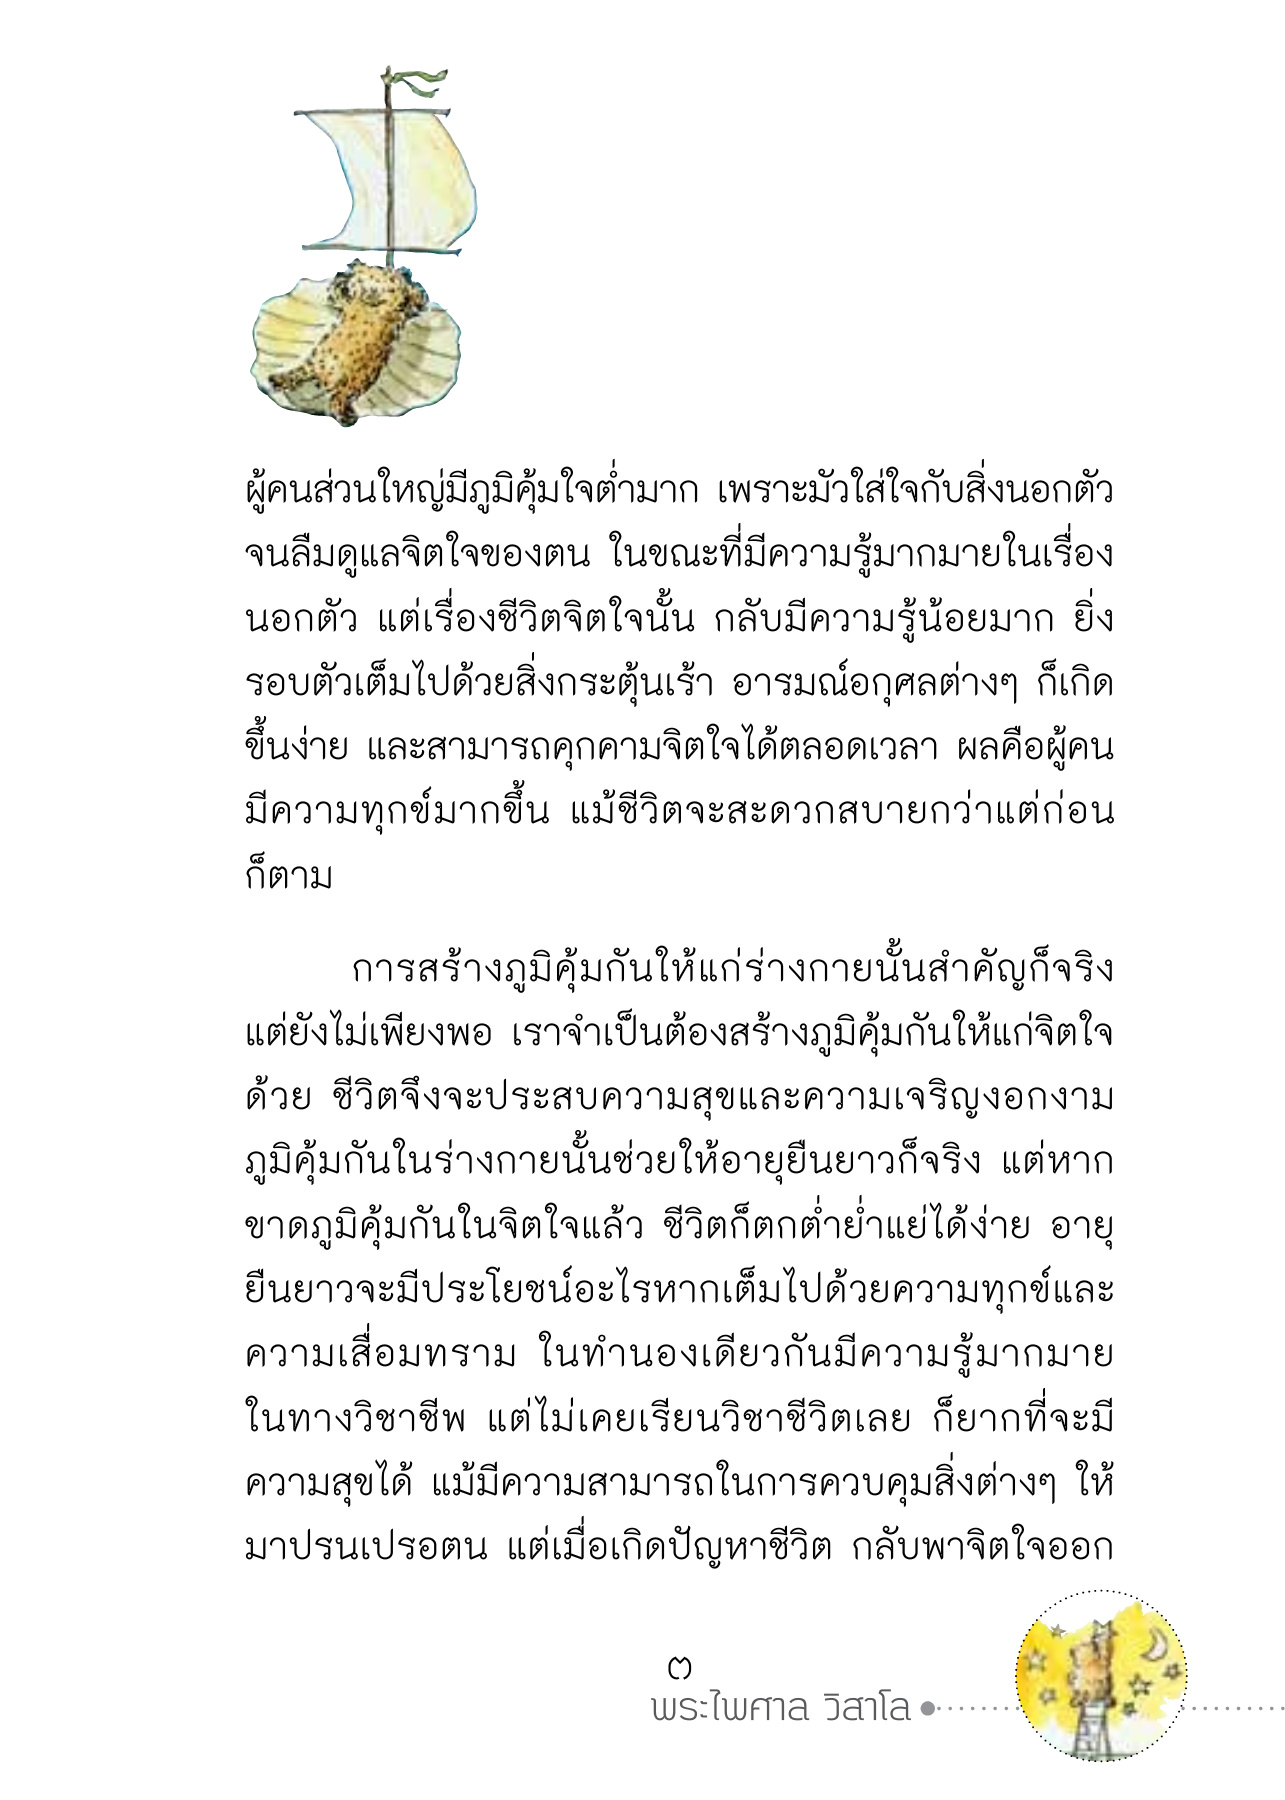 ผู้คนส่วนใหญ่มีภูมิคุ้มใจต่ำมาก เพราะมัวใส่ใจกับสิ่งนอกตัว
จนลืมดูแลจิตใจของตน ในขณะที่มีความรู้มากมายในเรื่อง
นอกตัว แต่เรื่องชีวิตจิตใจนั้น กลับมีความรู้น้อยมาก ยิ่ง
รอบตัวเต็มไปด้วยสิ่งกระตุ้นเร้า อารมณ์อกุศลต่างๆ ก็เกิด
ขึ้นง่าย และสามารถคุกคามจิตใจได้ตลอดเวลา ผลคือผู้คน
มีความทุกข์มากขึ้น แม้ชีวิตจะสะดวกสบายกว่าแต่ก่อน
ก็ตาม
การสร้างภูมิคุ้มกันให้แก่ร่างกายนั้นสำคัญก็จริง
แต่ยังไม่เพียงพอ เราจำเป็นต้องสร้างภูมิคุ้มกันให้แก่จิตใจ
ด้วย ชีวิตจึงจะประสบความสุขและความเจริญงอกงาม
ภูมิคุ้มกันในร่างกายนั้นช่วยให้อายุยืนยาวก็จริง แต่หาก
ขาดภูมิคุ้มกันในจิตใจแล้ว ชีวิตก็ตกต่ำย่ำแย่ได้ง่าย อายุ
ยืนยาวจะมีประโยชน์อะไรหากเต็มไปด้วยความทุกข์และ
ความเสื่อมทราม ในทำนองเดียวกันมีความรู้มากมาย
ในทางวิชาชีพ แต่ไม่เคยเรียนวิชาชีวิตเลย ก็ยากที่จะมี
ความสุขได้ แม้มีความสามารถในการควบคุมสิ่งต่างๆ ให้
มาปรนเปรอตน แต่เมื่อเกิดปัญหาชีวิต กลับพาจิตใจออก
๓
พระไพศาล วิสาโล